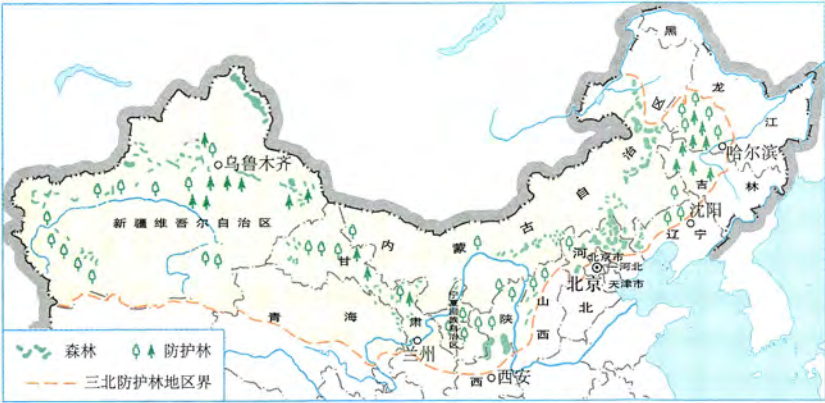 黑
龙
江
区
治
自
古
蒙
内
哈尔滨
吉 林
沈阳
辽 宁
乌鲁木齐
新疆维吾尔自治区
甘
肃
青 海
兰州
宁夏回族自治区
陕
西
西安
山
西
河
北
北京市
北京
河北
天津市
森林
防护林
三北防护林地区界